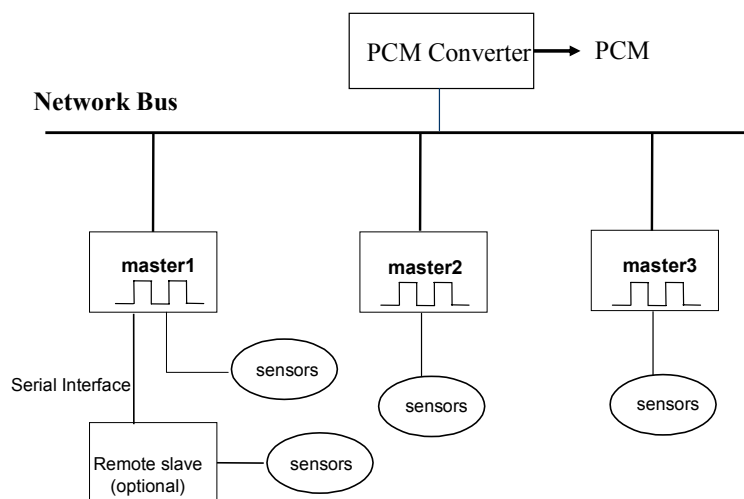 PCM Converter
PCM
Network Bus
master1
master2
master3
sensors
Serial Interface
sensors
sensors
Remote slave
(optional)
sensors